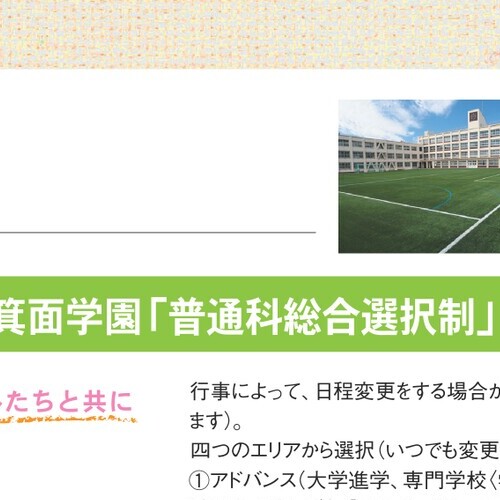 箕面学園「普通科総合選択制」
たちと共に
行事によって、日程変更をする場合が
ます）。
四つのエリアから選択（いつでも変更
①アドバンス（大学進学、専門学校〈